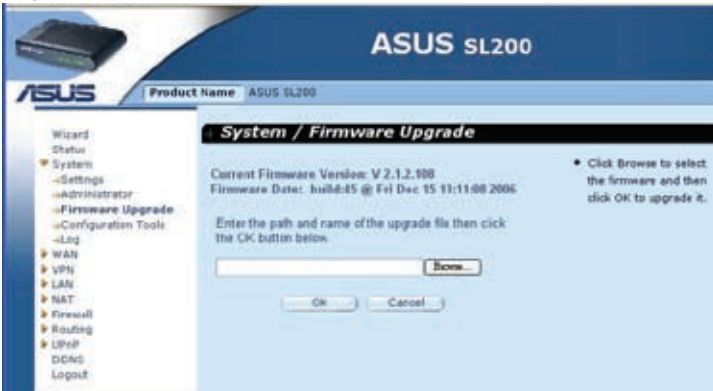 ASUS SL200
ASUS
Product Name
ASUS SL200
Wizard
Status
System
Settings
Administrator
Firmware Upgrade
Configuration Tools
Log
WAN
VPN
LAN
NAT
Firewall
Routing
UPnP
DDNS
Logout
System / Firmware Upgrade
Current Firmware Version: V 2.1.2.108
Firmware Date: build:45 @ Fri Dec 15 13:11:08 2006
Enter the path and name of the upgrade file then click
the OK button below.
Browse...
OK
Cancel
Click Browse to select
the firmware and then
click OK to upgrade it.